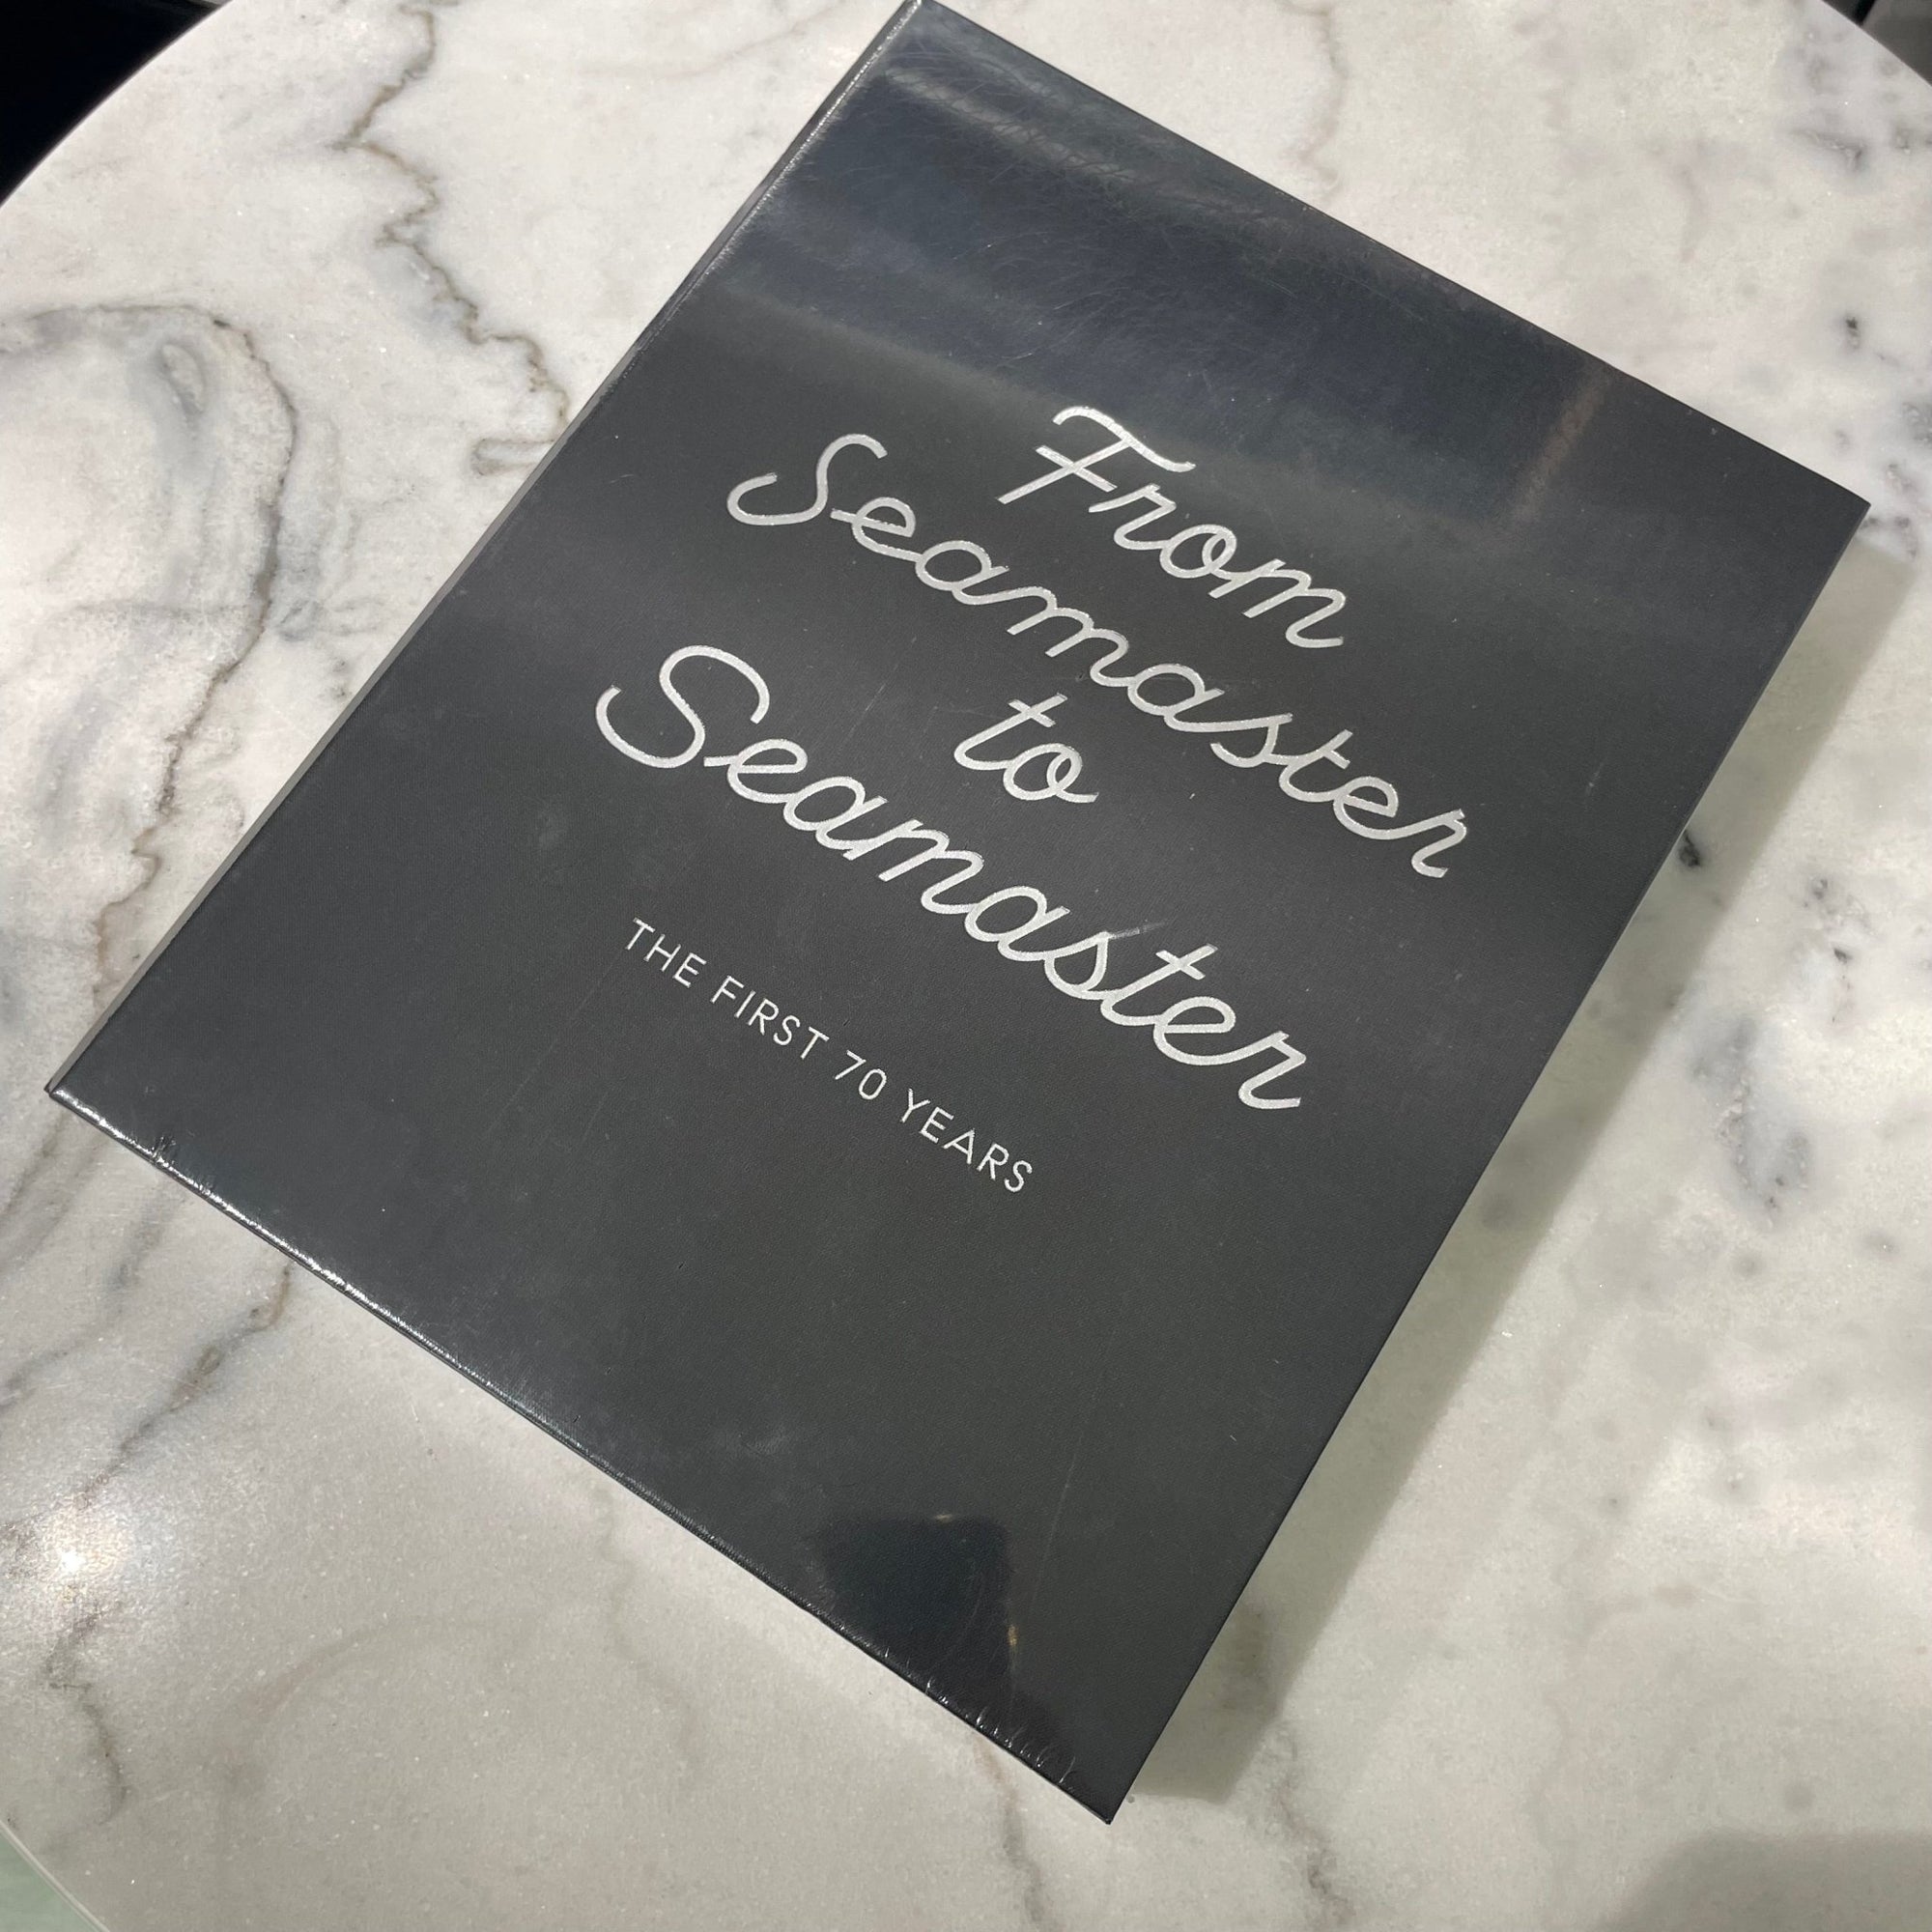 From
Seamaster
to
Seamaster
THE FIRST 70 YEARS